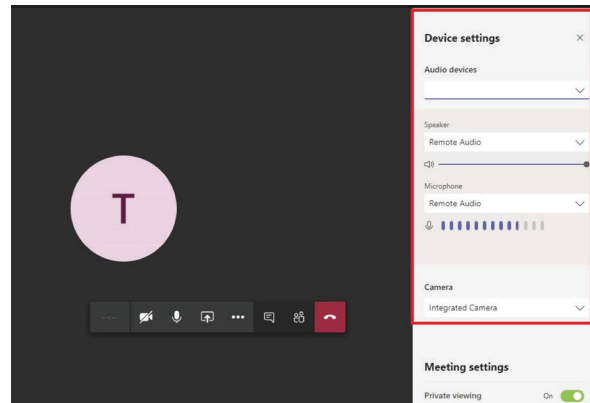 Device settings
Audio devices
Speaker
Remote Audio
Microphone
Remote Audio
Camera
Integrated Camera
Meeting settings
Private viewing On
T
--:--